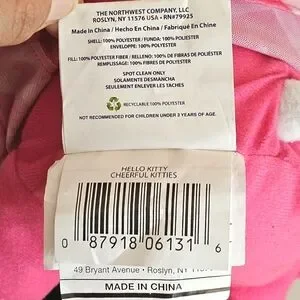 THE NORTHWEST COMPANY, LLC
ROSLYN, NY 11576 USA • RN#79925
Made in China / Hecho En China / Fabriqué En Chine
SHELL: 100% POLYESTER / FUNDA: 100% POLIESTER
ENVELOPPE: 100% POLYESTER
FILL: 100% POLYESTER FIBER / RELLENO: 100% FIBRAS DE POLIESTER
REMPLISSAGE: 100% FIBRES DE POLYESTER
SPOT CLEAN ONLY
SOLAMENTE DESMANCHA
SEULEMENT ENLEVER LES TACHES
RECYCLABLE 100% POLYESTER
NOT RECOMMENDED FOR CHILDREN UNDER 3 YEARS OF AGE.
HELLO KITTY
CHEERFUL KITTIES
0 87918 06131 6
49 Bryant Avenue • Roslyn, NY
MADE IN CHINA